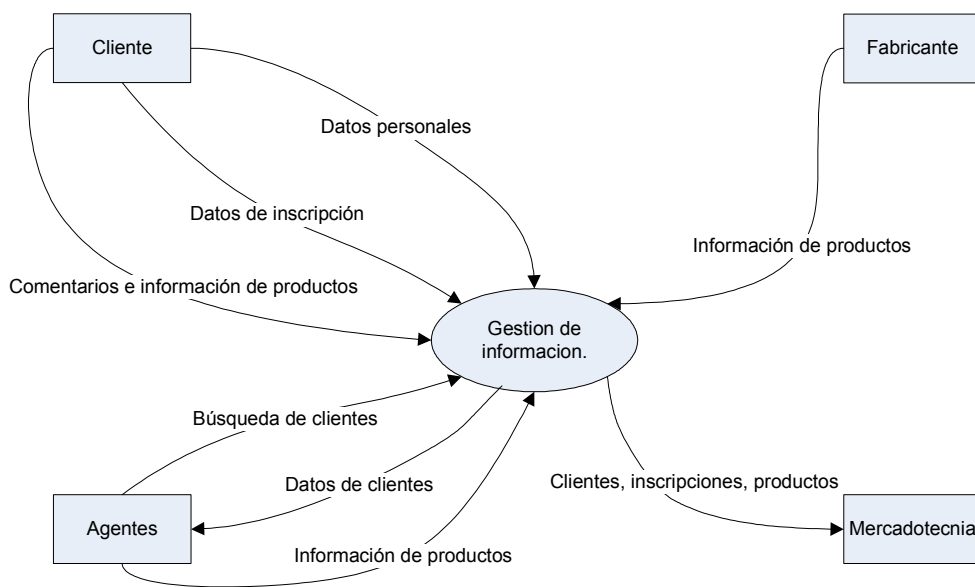 Cliente
Fabricante
Datos personales
Datos de inscripción
Información de productos
Comentarios e información de productos
Gestion de
informacion.
Búsqueda de clientes
Datos de clientes
Clientes, inscripciones, productos
Agentes
Mercadotecnia
Información de productos